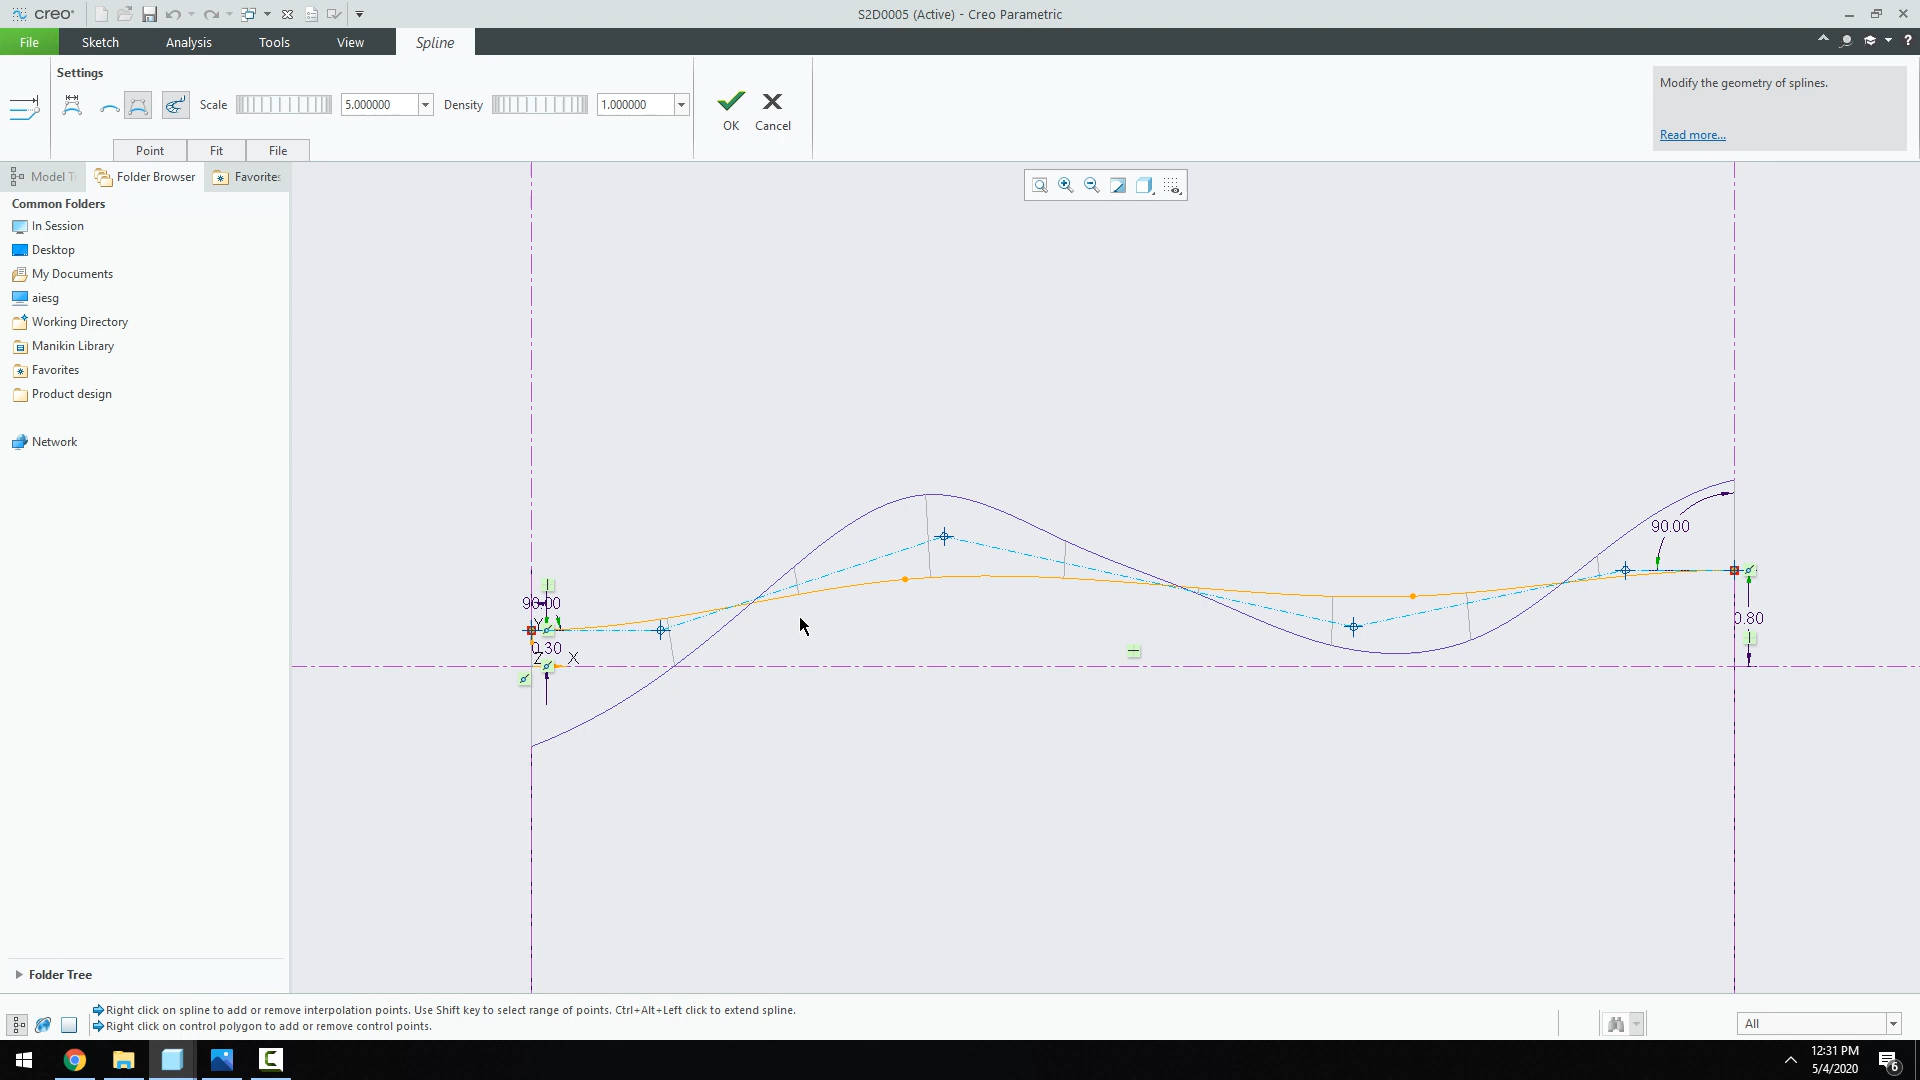 creo
S2D0005 (Active) - Creo Parametric
File
Sketch
Analysis
Tools
View
Spline
Settings
Scale
5.000000
Density
1.000000
OK
Cancel
Point
Fit
File
Modify the geometry of splines.
Read more...
Model T
Folder Browser
Favorites
Common Folders
In Session
Desktop
My Documents
aiesg
Working Directory
Manikin Library
Favorites
Product design
Network
Folder Tree
90.00
90.00
Y
0.30
Z
X
0.80
Right click on spline to add or remove interpolation points. Use Shift key to select range of points. Ctrl+Alt+Left click to extend spline.
Right click on control polygon to add or remove control points.
All
12:31 PM
5/4/2020
6